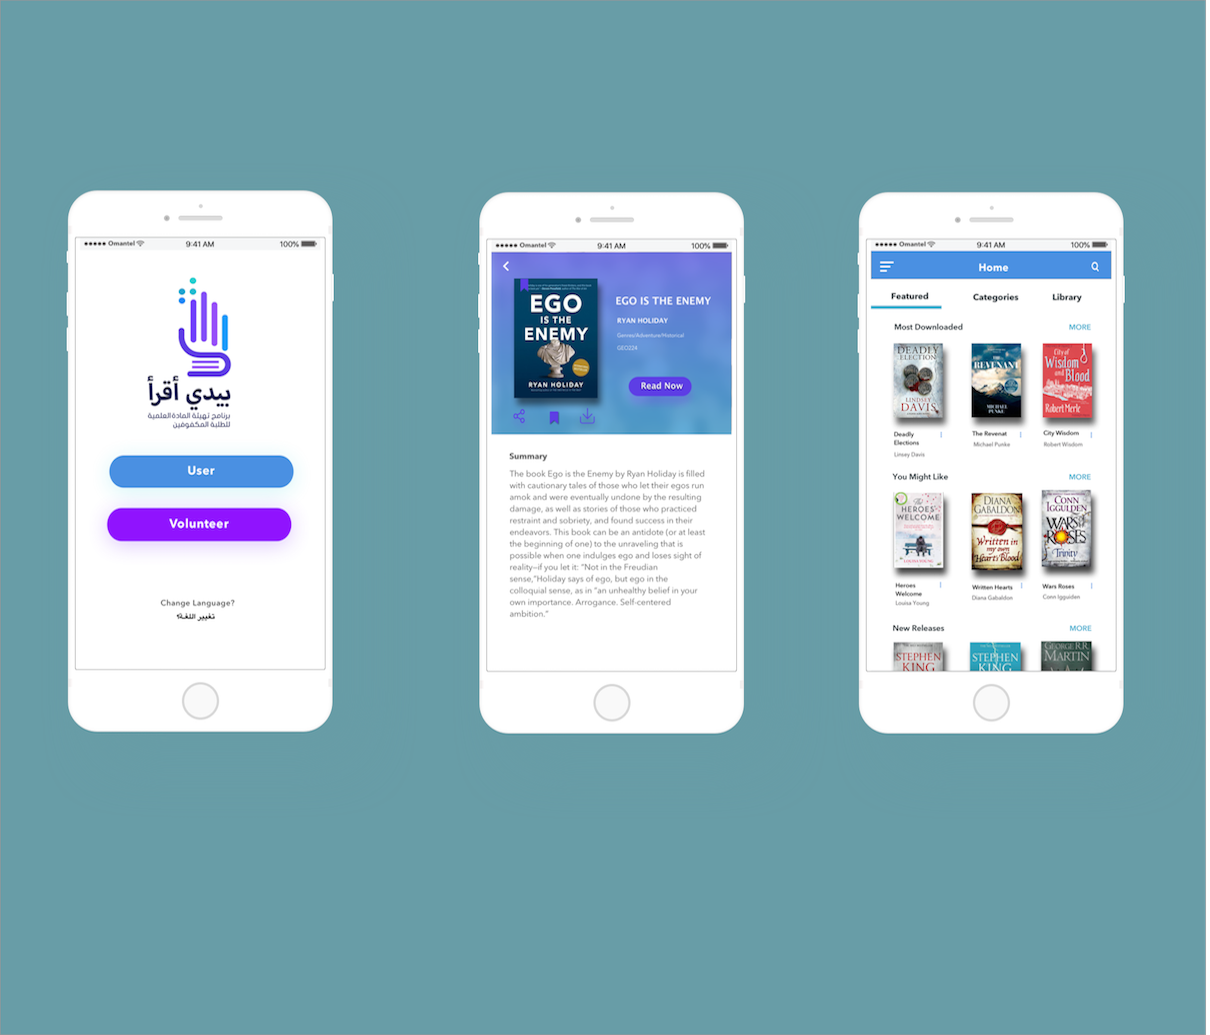 Omantel
9:41 AM
100%
بيدي أقرأ
برنامج تهيئة المادة العلمية
للطلبة المكفوفين
User
Volunteer
Change Language?
تغيير اللغة؟
Omantel
9:41 AM
100%
EGO
IS THE
ENEMY
RYAN HOLIDAY
EGO IS THE ENEMY
RYAN HOLIDAY
Genres/Adventure/Historical
GEO224
Read Now
Summary
The book Ego is the Enemy by Ryan Holiday is filled
with cautionary tales of those who let their egos run
amok and were eventually undone by the resulting
damage, as well as stories of those who practiced
restraint and sobriety, and found success in their
endeavors. This book can be an antidote (or at least
the beginning of one) to the unraveling that is
possible when one indulges ego and loses sight of
reality—if you let it: “Not in the Freudian
sense,”Holiday says of ego, but ego in the
colloquial sense, as in “an unhealthy belief in your
own importance. Arrogance. Self-centered
ambition.”
Omantel
9:41 AM
100%
Home
Featured
Categories
Library
Most Downloaded
MORE
DEADLY
ELECTION
LINDSEY
DAVIS
THE
REVENANT
MICHAEL
PUNKE
City of
Wisdom
and Blood
Robert Merle
Deadly
Elections
Linsey Davis
The Revenat
Michael Punke
City Wisdom
Robert Wisdom
You Might Like
MORE
HEROES
WELCOME
DIANA
GABALDON
Written in
my own
Heart's Blood
CONN
IGGULDEN
WARS
OF THE
ROSES
Trinity
Heroes
Welcome
Louisa Young
Written Hearts
Diana Gabaldon
Wars Roses
Conn Igguiden
New Releases
MORE
STEPHEN
KING
STEPHEN
KING
GEORGE R.R.
MARTIN